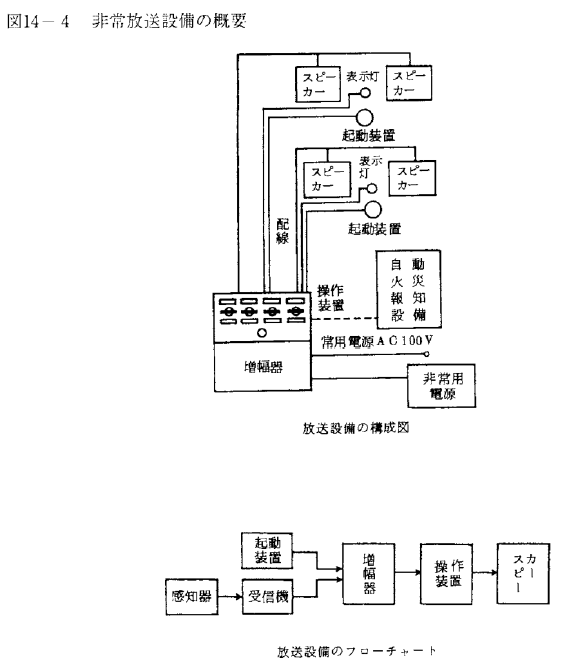 図14－4　非常放送設備の概要
スピー
カー
表示灯
スピー
カー
起動装置
スピー
カー
表示
灯
スピー
カー
起動装置
配
線
操作
装置
自動
火災
報知
設備
常用電源AC100V
増幅器
非常用
電源
放送設備の構成図
起動
装置
増
幅
器
操作
装置
スピーカー
感知器
受信機
放送設備のフローチャート